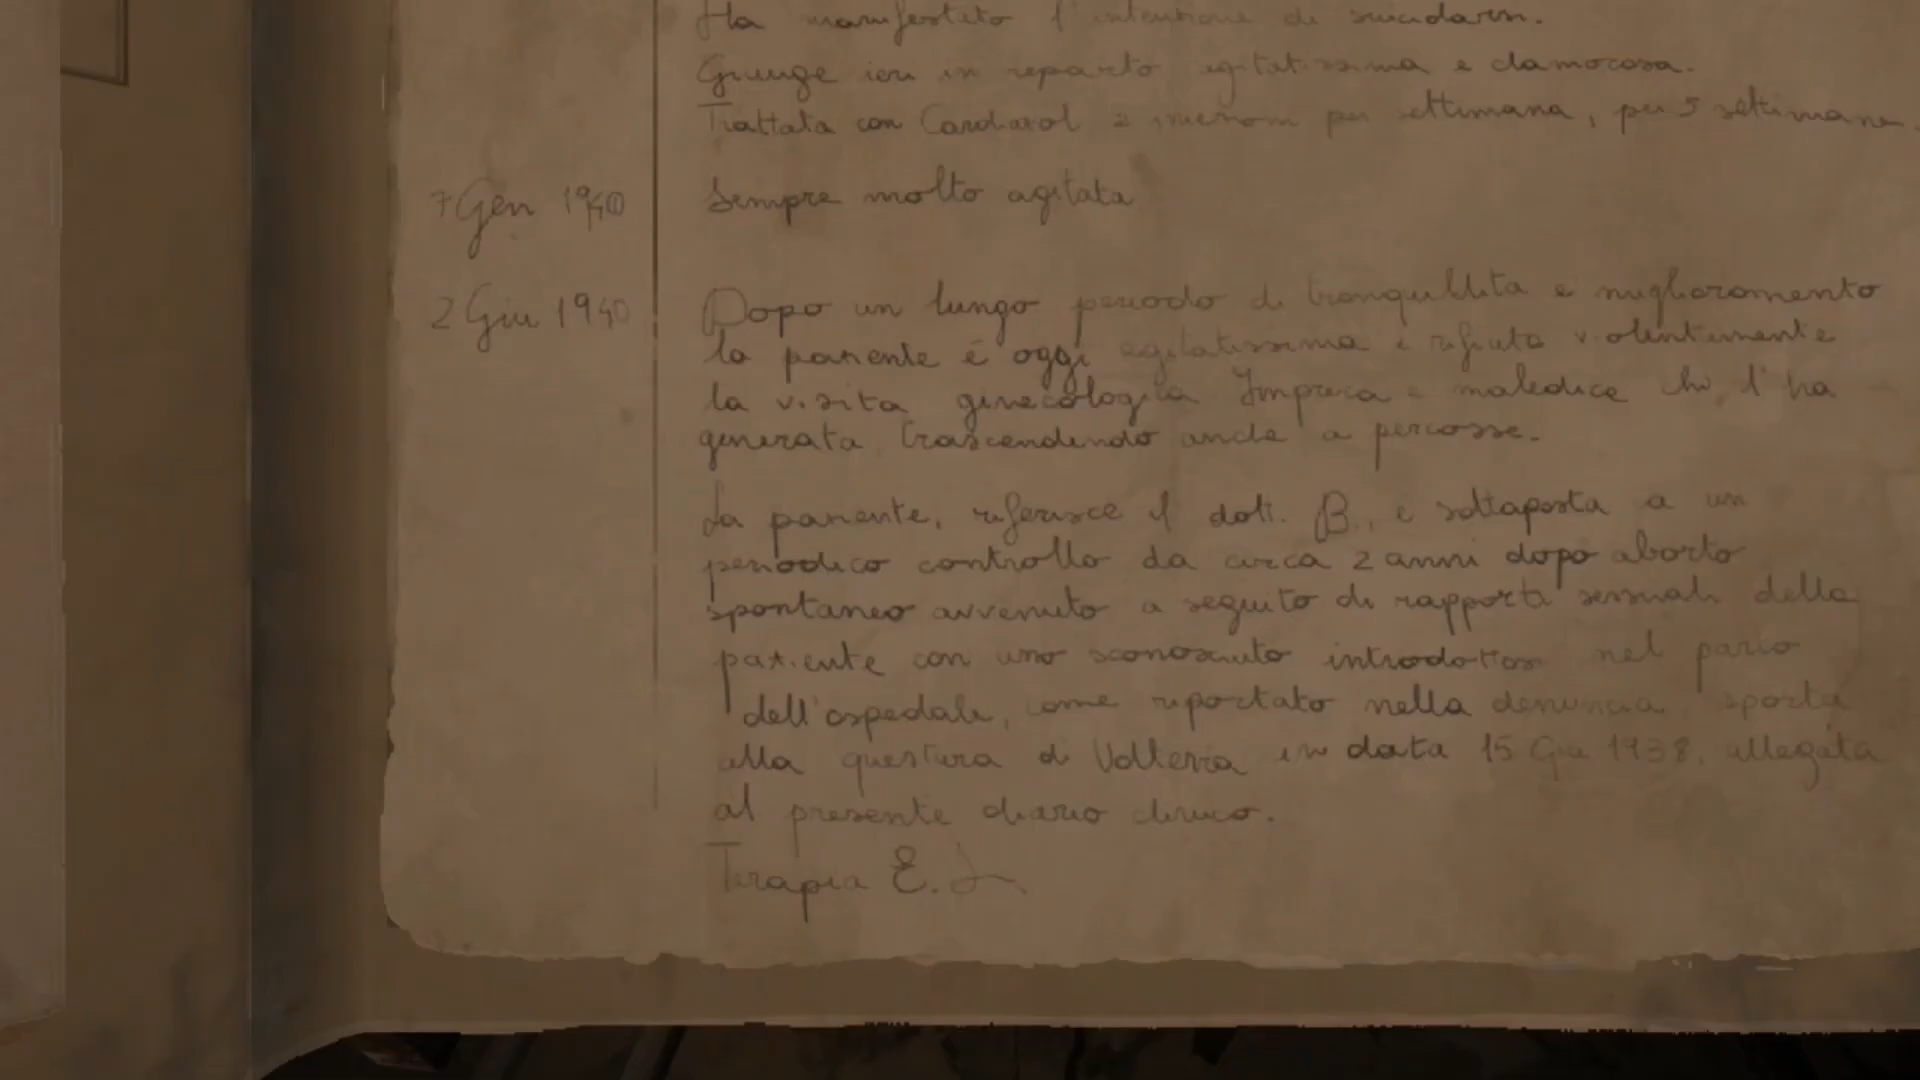 Ha manifestato l'intenzione di suicidarsi.
Giunge ieri in reparto agitatissima e clamorosa.
Trattata con Cardiazol 2 iniezioni per settimana, per 5 settimane.
7 Gen 1940 Sempre molto agitata
2 Giu 1940 Dopo un lungo periodo di tranquillità e miglioramento
la paziente è oggi agitatissima e rifiuta violentemente
la visita ginecologica Impreca e maledice chi l'ha
generata trascendendo anche a percosse.
La paziente, riferisce il dott. B., è sottoposta a un
periodico controllo da circa 2 anni dopo aborto
spontaneo avvenuto a seguito di rapporti sessuali della
paziente con uno sconosciuto introdottosi nel parco
dell'ospedale, come riportato nella denuncia sporta
alla questura di Volterra in data 15 Giu 1938, allegata
al presente diario clinico.
Terapia E.